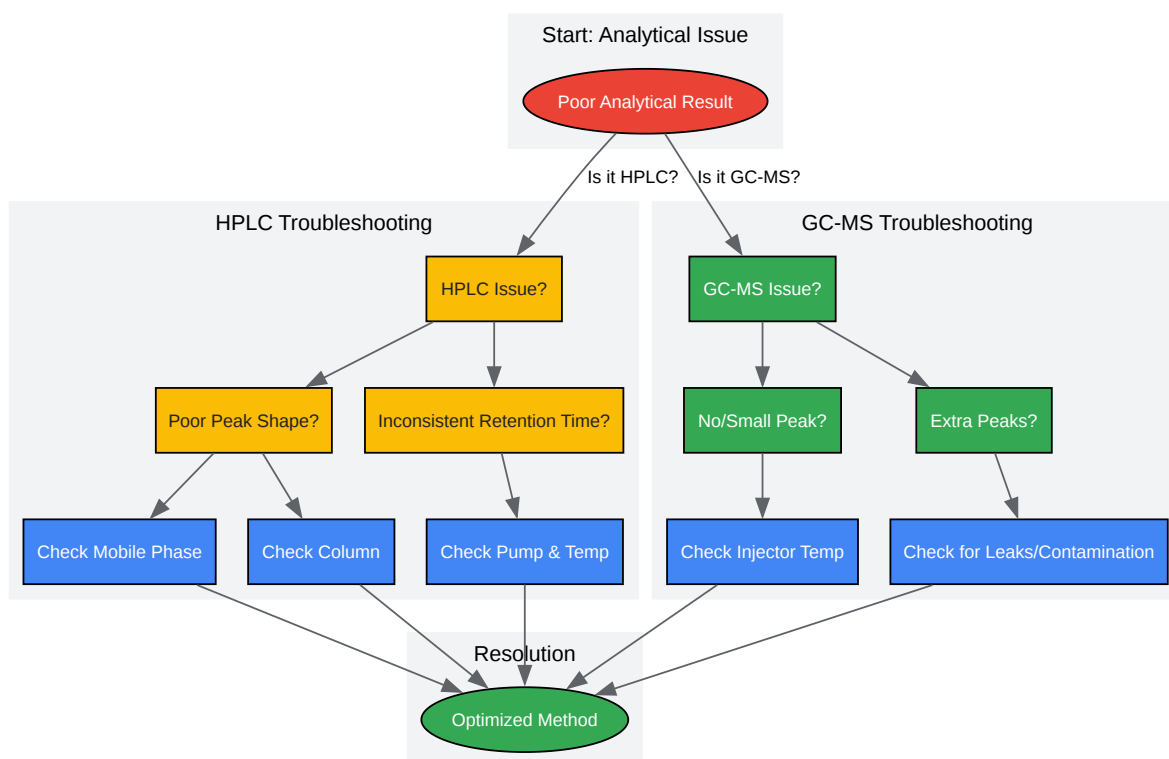 Start: Analytical Issue
Poor Analytical Result
Is it HPLC?
Is it GC-MS?
HPLC Troubleshooting
GC-MS Troubleshooting
HPLC Issue?
GC-MS Issue?
Poor Peak Shape?
Inconsistent Retention Time?
No/Small Peak?
Extra Peaks?
Check Mobile Phase
Check Column
Check Pump & Temp
Check Injector Temp
Check for Leaks/Contamination
Resolution
Optimized Method